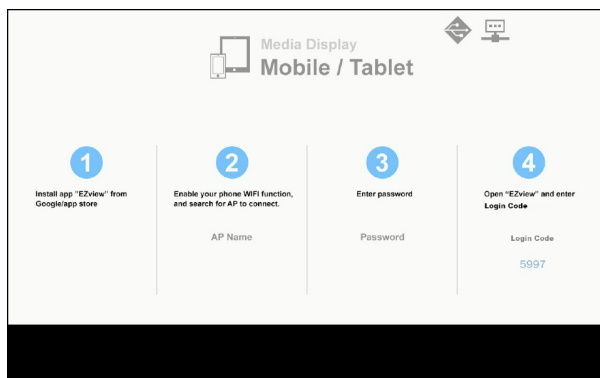 Media Display
Mobile / Tablet
1
Install app "EZview" from
Google/app store
2
Enable your phone WiFi function,
and search for AP to connect.
AP Name
3
Enter password
Password
4
Open "EZview" and enter
Login Code
Login Code
5997